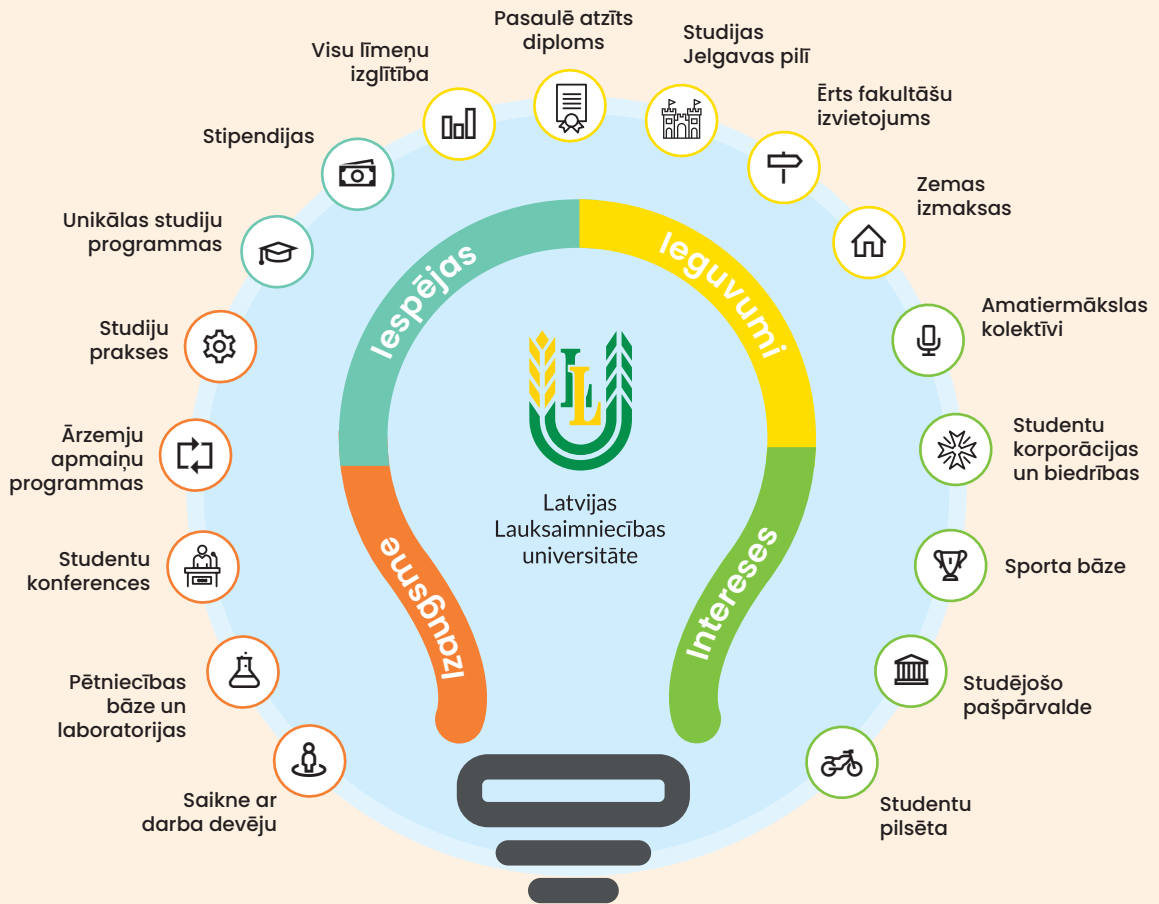 Pasaulē atzīts
diploms
Studijas
Jelgavas pilī
Visu līmeņu
izglītība
Ērts fakultāšu
izvietojums
Stipendijas
Zemas
izmaksas
Unikālas studiju
programmas
Iespējas
Ieguvumi
Amatiermākslas
kolektīvi
Studiju
prakses
LL
Ārzemju
apmaiņu
programmas
Studentu
korporācijas
un biedrības
Latvijas
Lauksaimniecības
universitāte
Izaugsme
Intereses
Studentu
konferences
Sporta bāze
Pētniecības
bāze un
laboratorijas
Studējošo
pašpārvalde
Saikne ar
darba devēju
Studentu
pilsēta